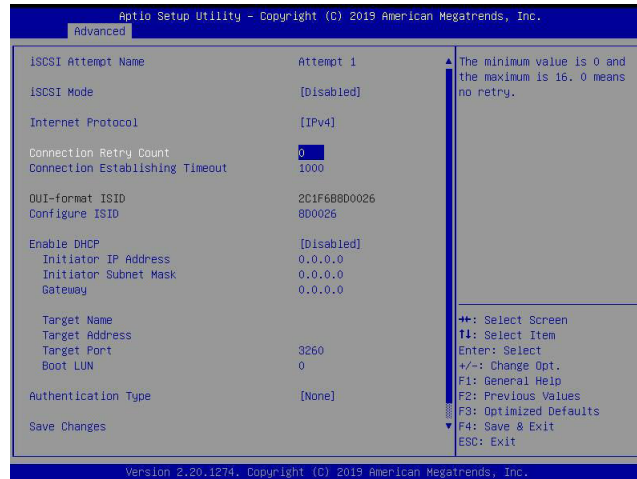 Aptio Setup Utility – Copyright (C) 2019 American Megatrends, Inc.
Advanced
iSCSI Attempt Name Attempt 1
iSCSI Mode [Disabled]
Internet Protocol [IPv4]
Connection Retry Count 0
Connection Establishing Timeout 1000
OUI-format ISID 2C1F6B8D0026
Configure ISID 8D0026
Enable DHCP [Disabled]
Initiator IP Address 0.0.0.0
Initiator Subnet Mask 0.0.0.0
Gateway 0.0.0.0
Target Name
Target Address
Target Port 3260
Boot LUN 0
Authentication Type [None]
Save Changes
The minimum value is 0 and
the maximum is 16. 0 means
no retry.
→←: Select Screen
↑↓: Select Item
Enter: Select
+/-: Change Opt.
F1: General Help
F2: Previous Values
F3: Optimized Defaults
F4: Save & Exit
ESC: Exit
Version 2.20.1274. Copyright (C) 2019 American Megatrends, Inc.